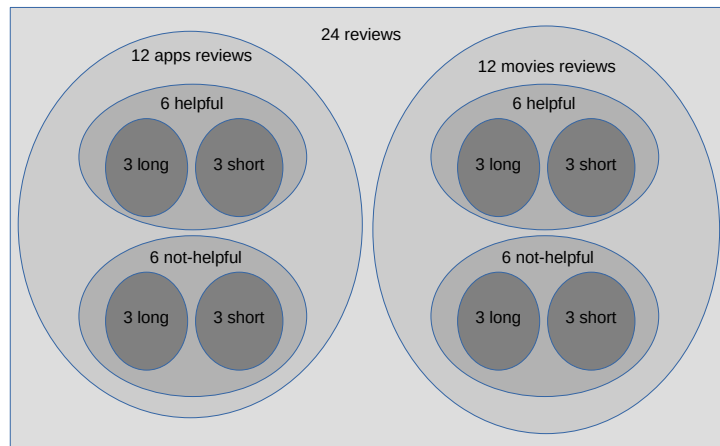 24 reviews
12 apps reviews
6 helpful
3 long
3 short
6 not-helpful
3 long
3 short
12 movies reviews
6 helpful
3 long
3 short
6 not-helpful
3 long
3 short